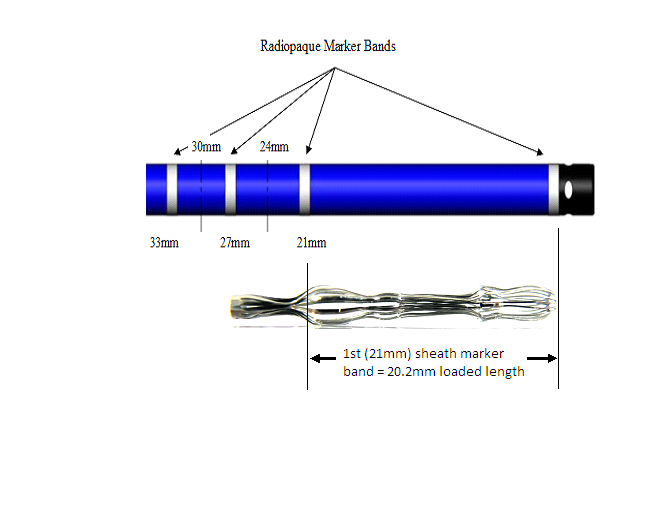 Radiopaque Marker Bands
30mm
24mm
33mm
27mm
21mm
1st (21mm) sheath marker
band = 20.2mm loaded length